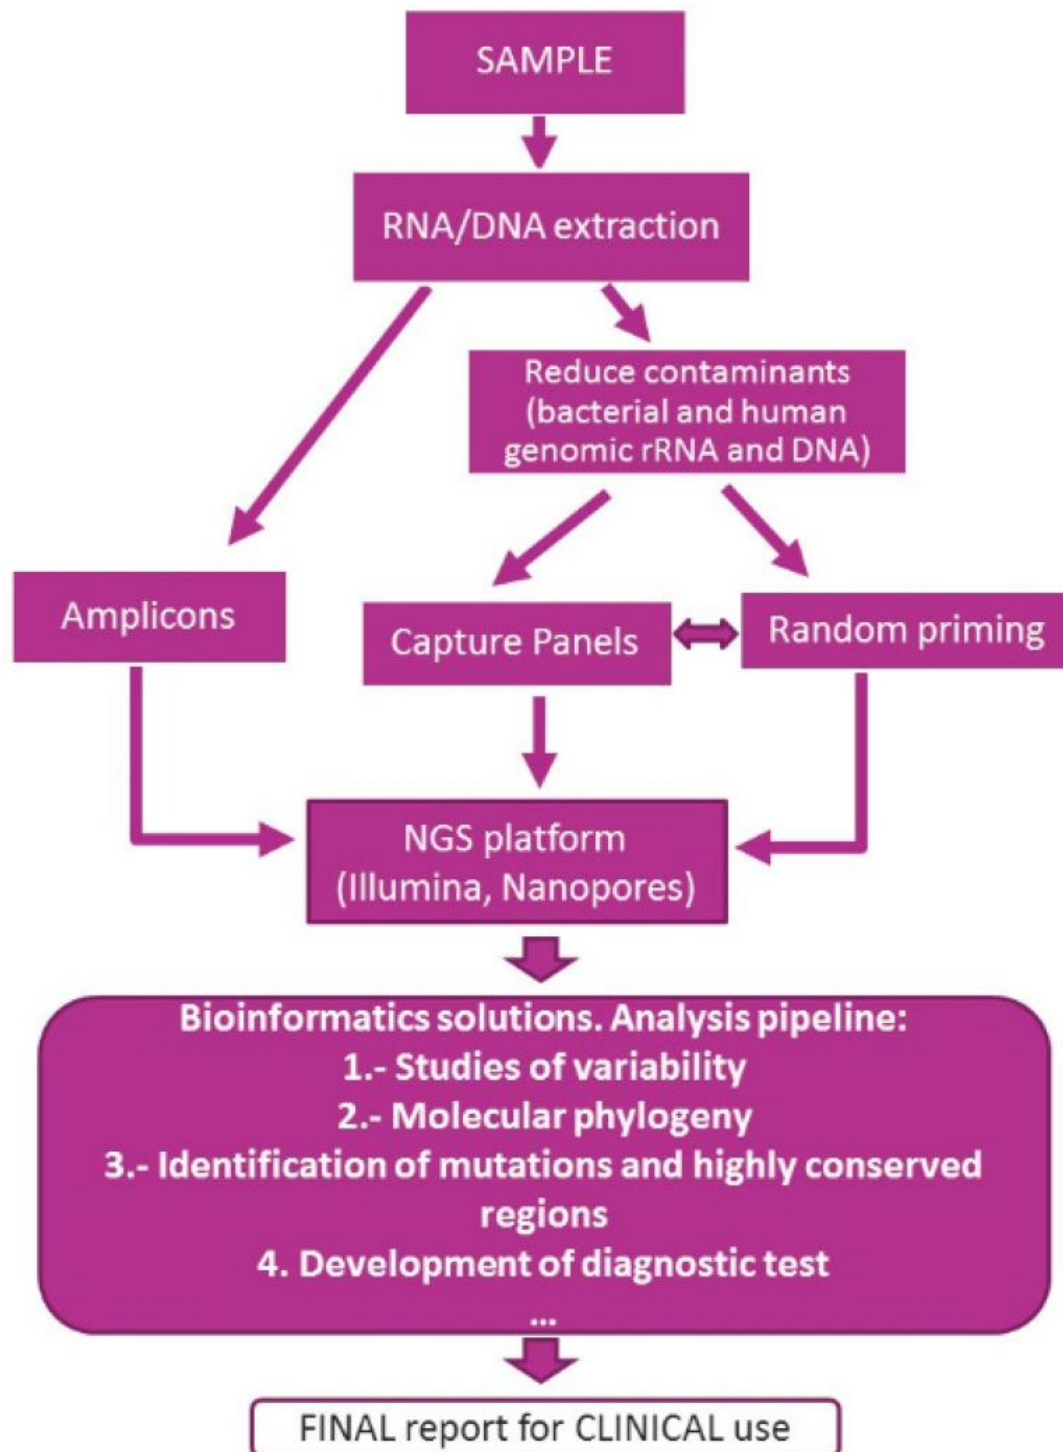 SAMPLE
RNA/DNA extraction
Reduce contaminants
(bacterial and human
genomic rRNA and DNA)
Amplicons
Capture Panels
Random priming
NGS platform
(Illumina, Nanopores)
Bioinformatics solutions. Analysis pipeline:
1.- Studies of variability
2.- Molecular phylogeny
3.- Identification of mutations and highly conserved
regions
4. Development of diagnostic test
...
FINAL report for CLINICAL use